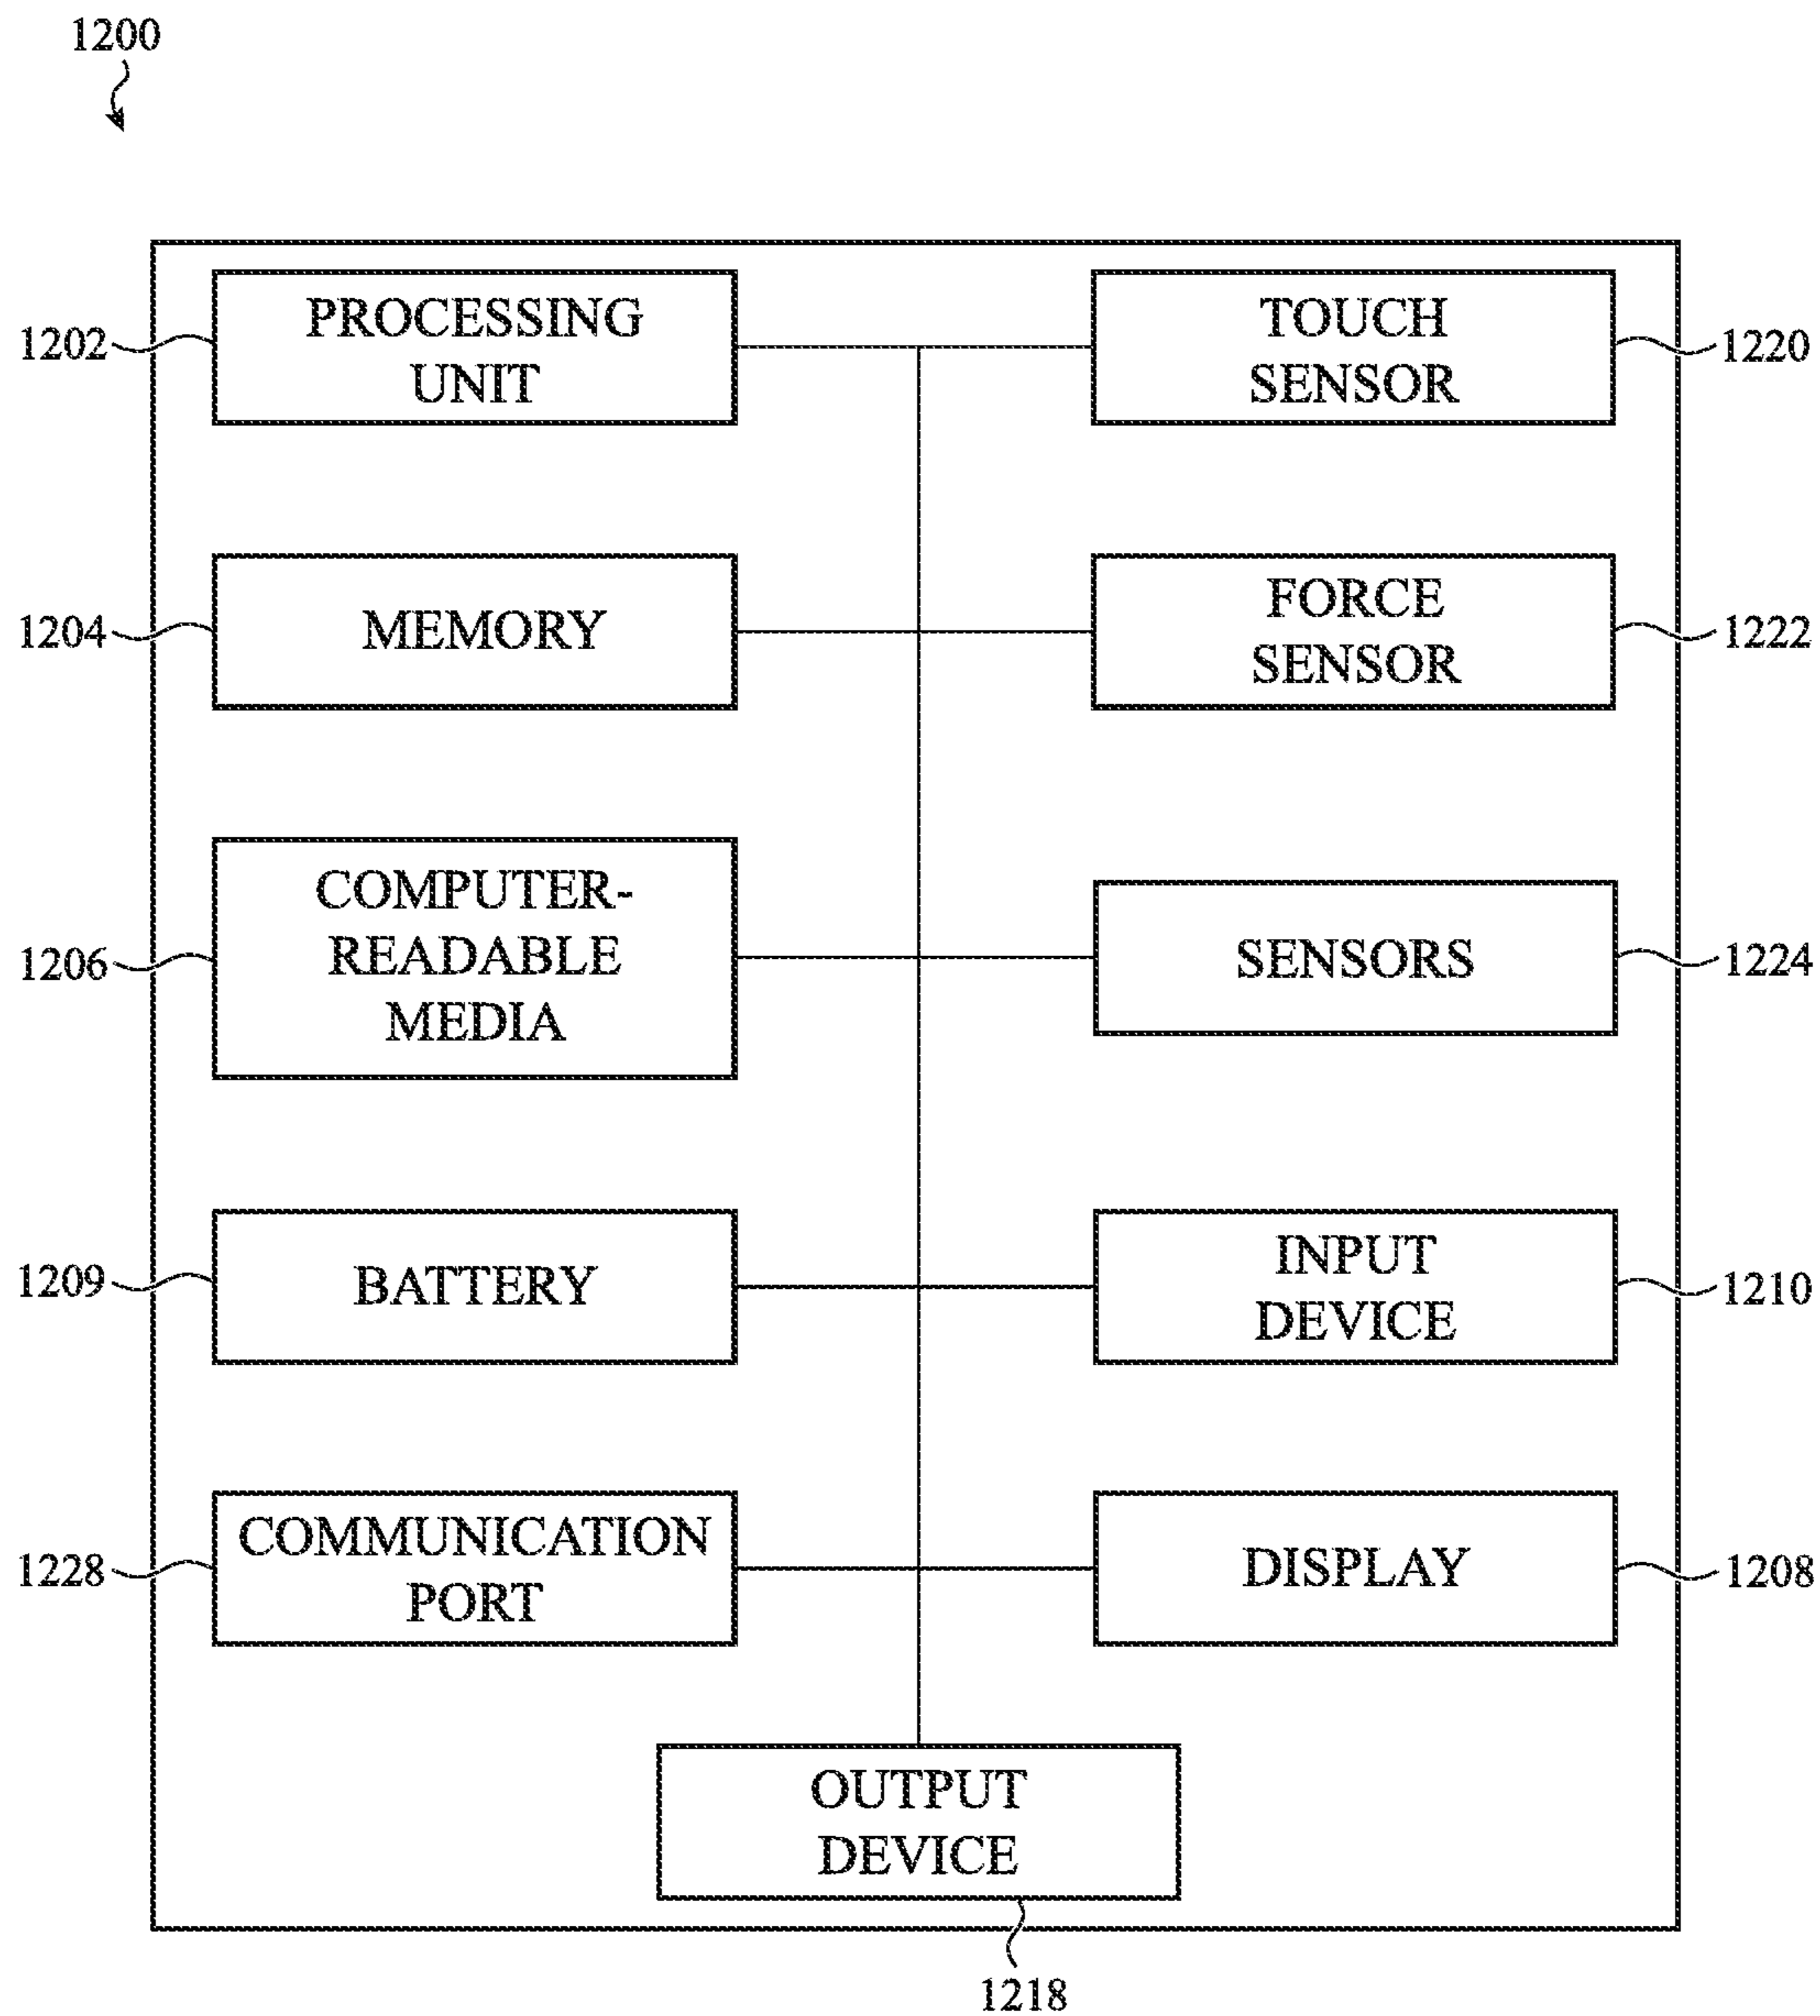 1200
1202
PROCESSING
UNIT
TOUCH
SENSOR
1220
1204
MEMORY
FORCE
SENSOR
1222
1206
COMPUTER-
READABLE
MEDIA
SENSORS
1224
1209
BATTERY
INPUT
DEVICE
1210
1228
COMMUNICATION
PORT
DISPLAY
1208
OUTPUT
DEVICE
1218